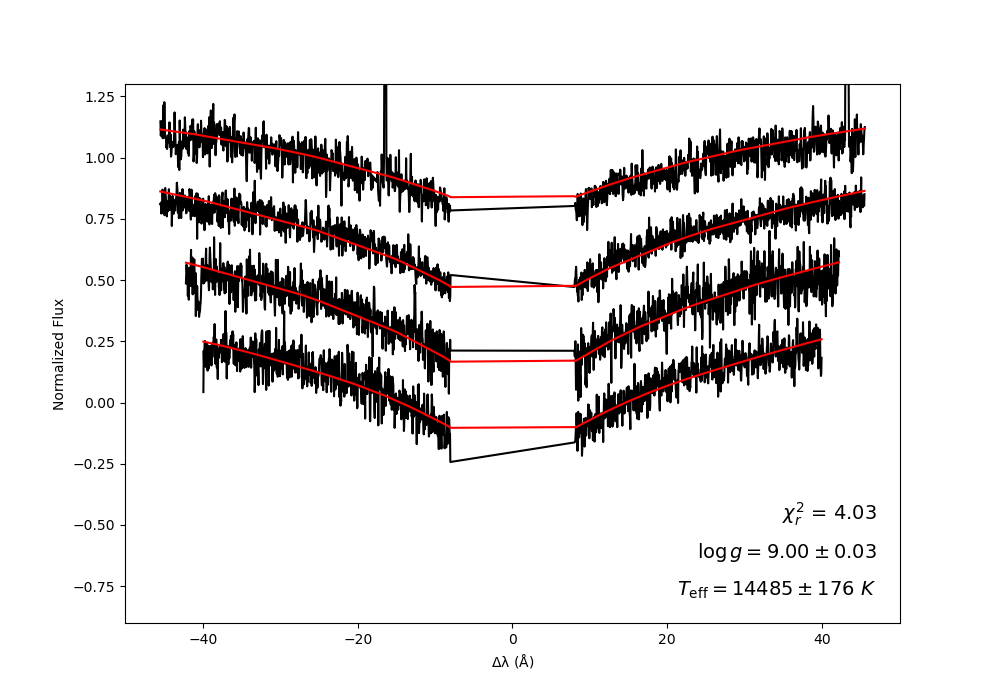 1.25
1.00
0.75
0.50
0.25
0.00
−0.25
−0.50
−0.75
Normalized Flux
χ²ᵣ = 4.03
log g = 9.00 ± 0.03
T_eff = 14485 ± 176 K
−40
−20
0
20
40
Δλ (Å)